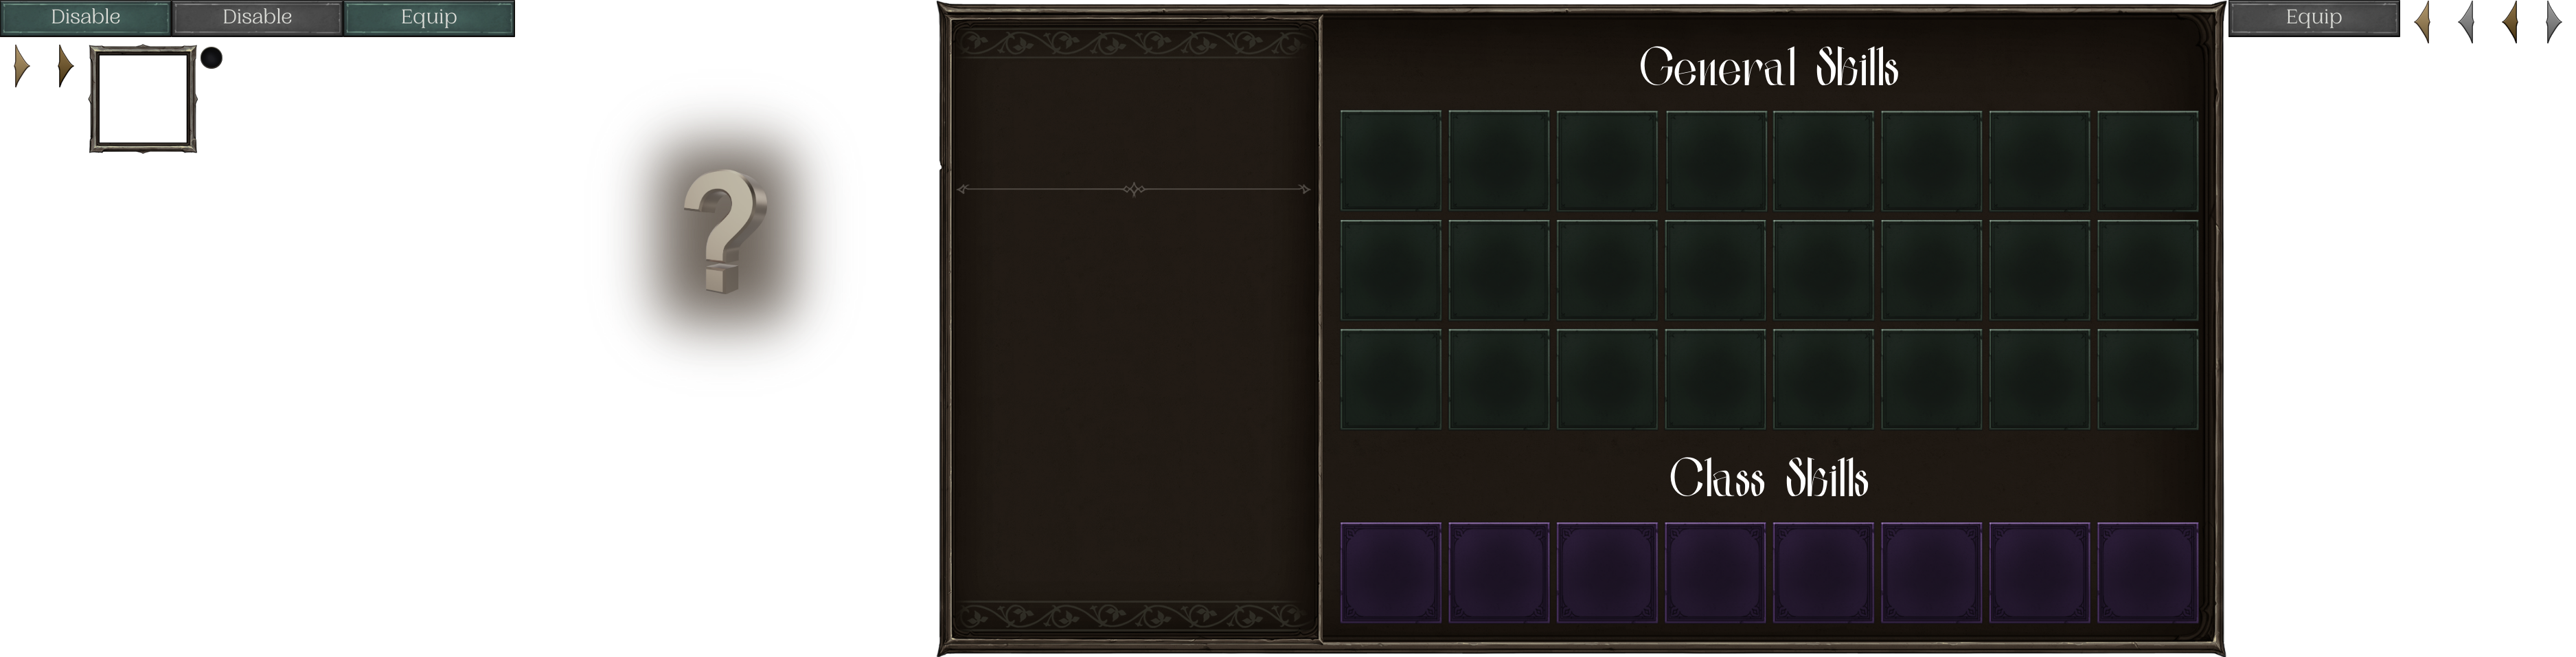 Disable
Disable
Equip
?
General Skills
Class Skills
Equip